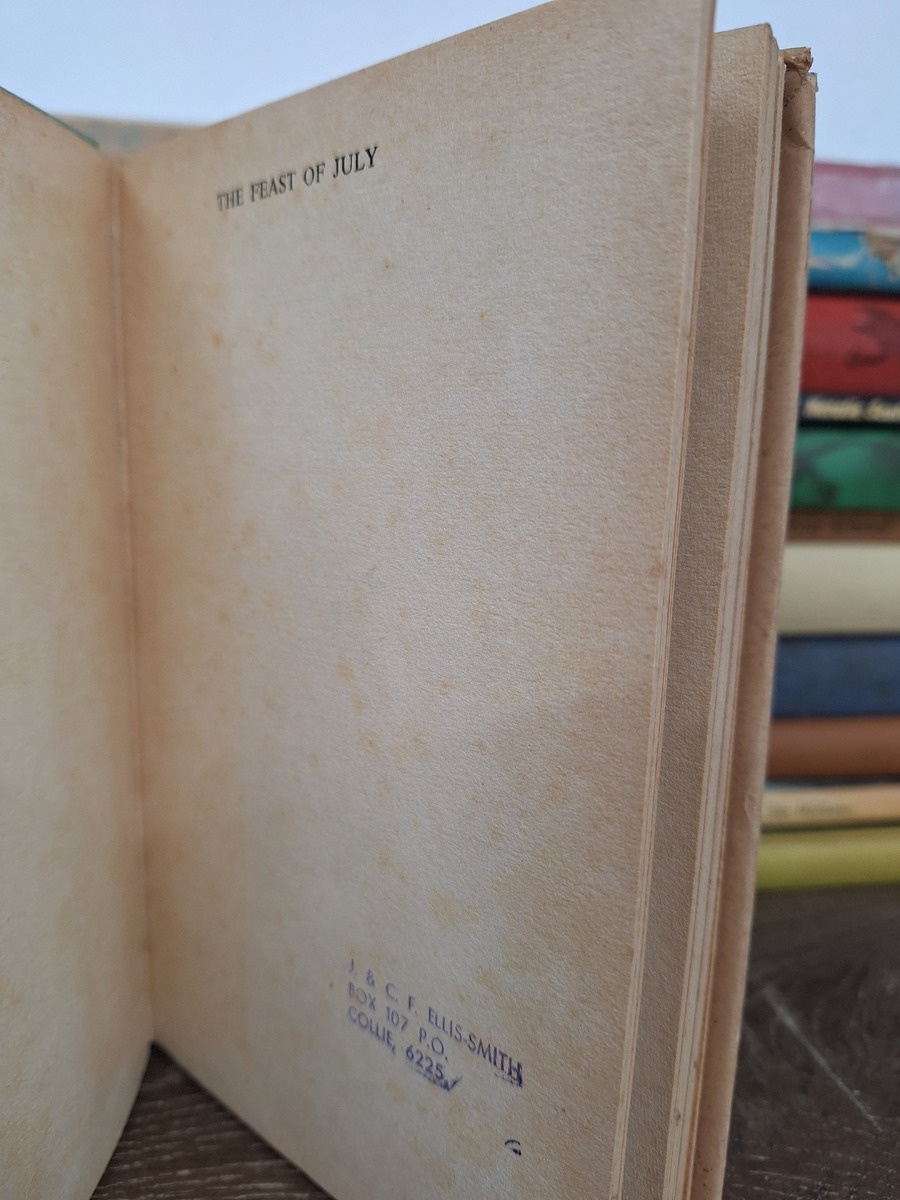 THE FEAST OF JULY
J. & C. F. ELLIS-SMITH
BOX 107 P.O.
COLLIE, 6225